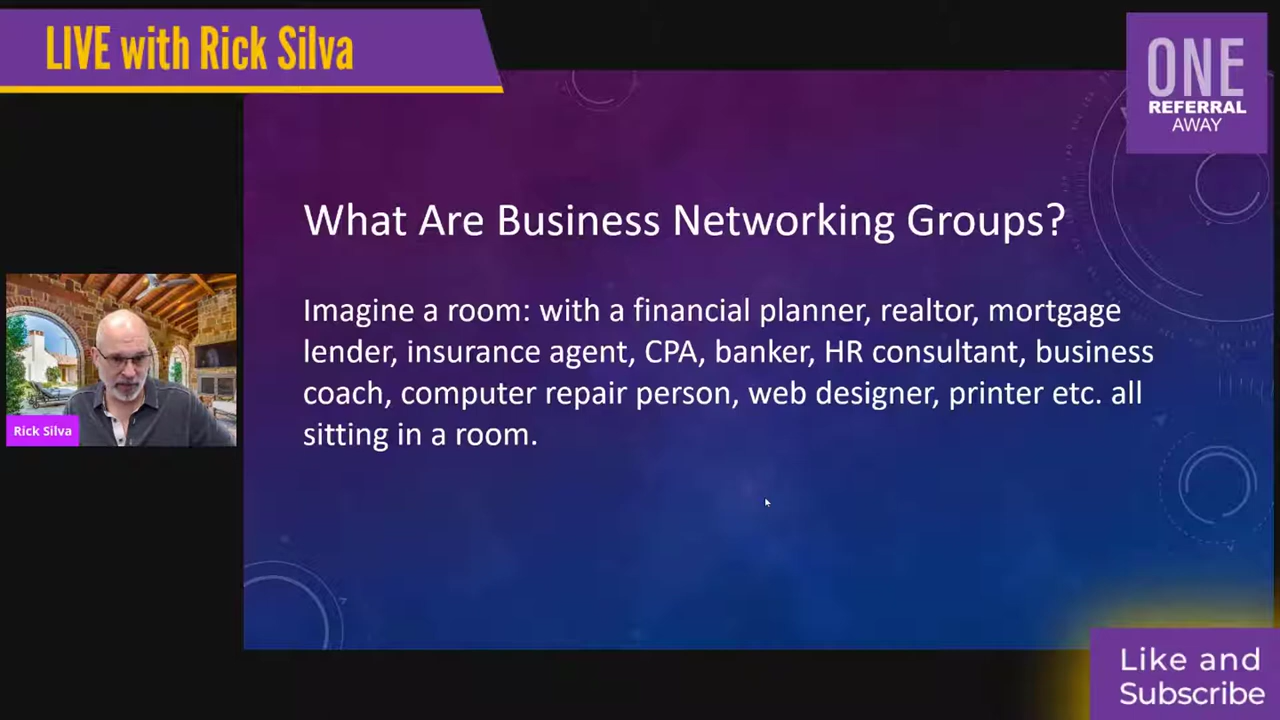 LIVE with Rick Silva
ONE
REFERRAL
AWAY
What Are Business Networking Groups?
Imagine a room: with a financial planner, realtor, mortgage
lender, insurance agent, CPA, banker, HR consultant, business
coach, computer repair person, web designer, printer etc. all
sitting in a room.
Rick Silva
Like and
Subscribe